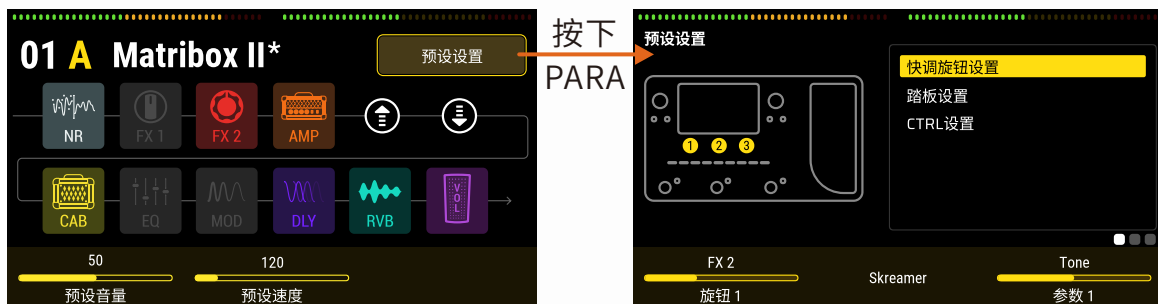 01 A Matribox II*
预设设置
NR
FX 1
FX 2
AMP
CAB
EQ
MOD
DLY
RVB
VOL
50
120
预设音量
预设速度
按下
PARA
预设设置
快调旋钮设置
踏板设置
CTRL设置
1 2 3
FX 2
Skreamer
Tone
旋钮 1
参数 1